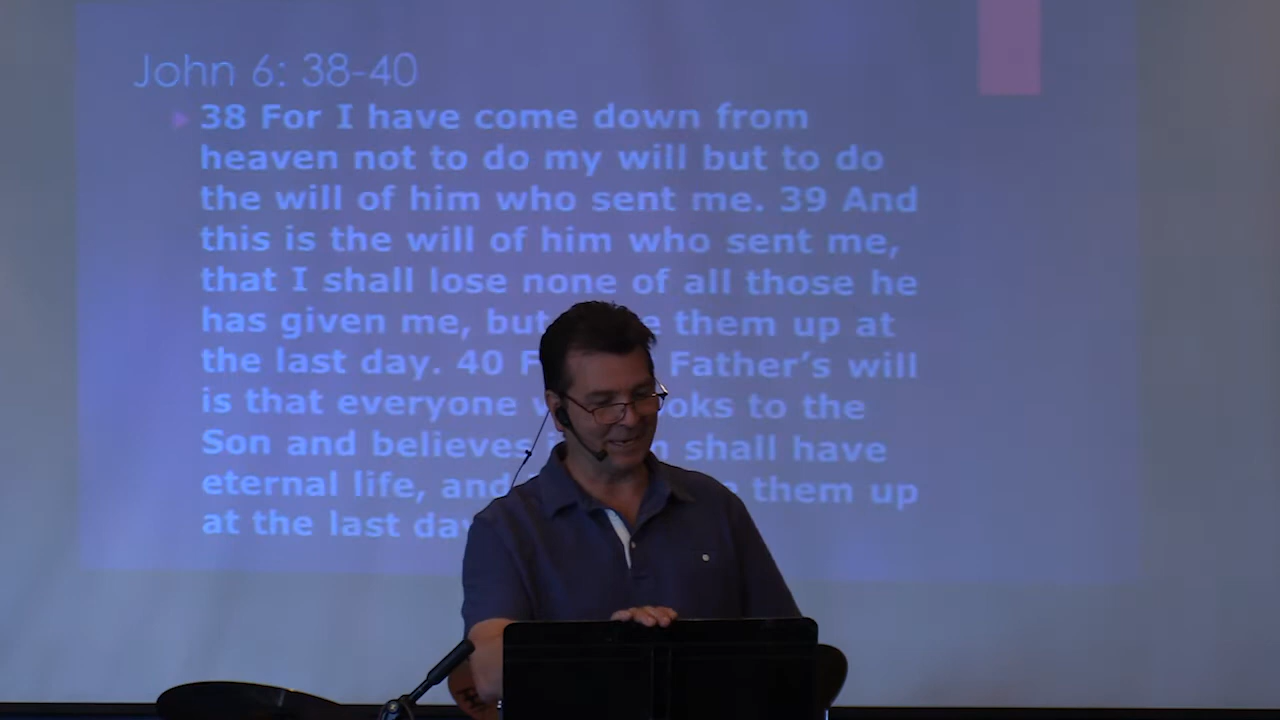 John 6: 38-40
38 For I have come down from
heaven not to do my will but to do
the will of him who sent me. 39 And
this is the will of him who sent me,
that I shall lose none of all those he
has given me, but them up at
the last day. 40 Father’s will
is that everyone to the
Son and believes shall have
eternal life, and them up
at the last day